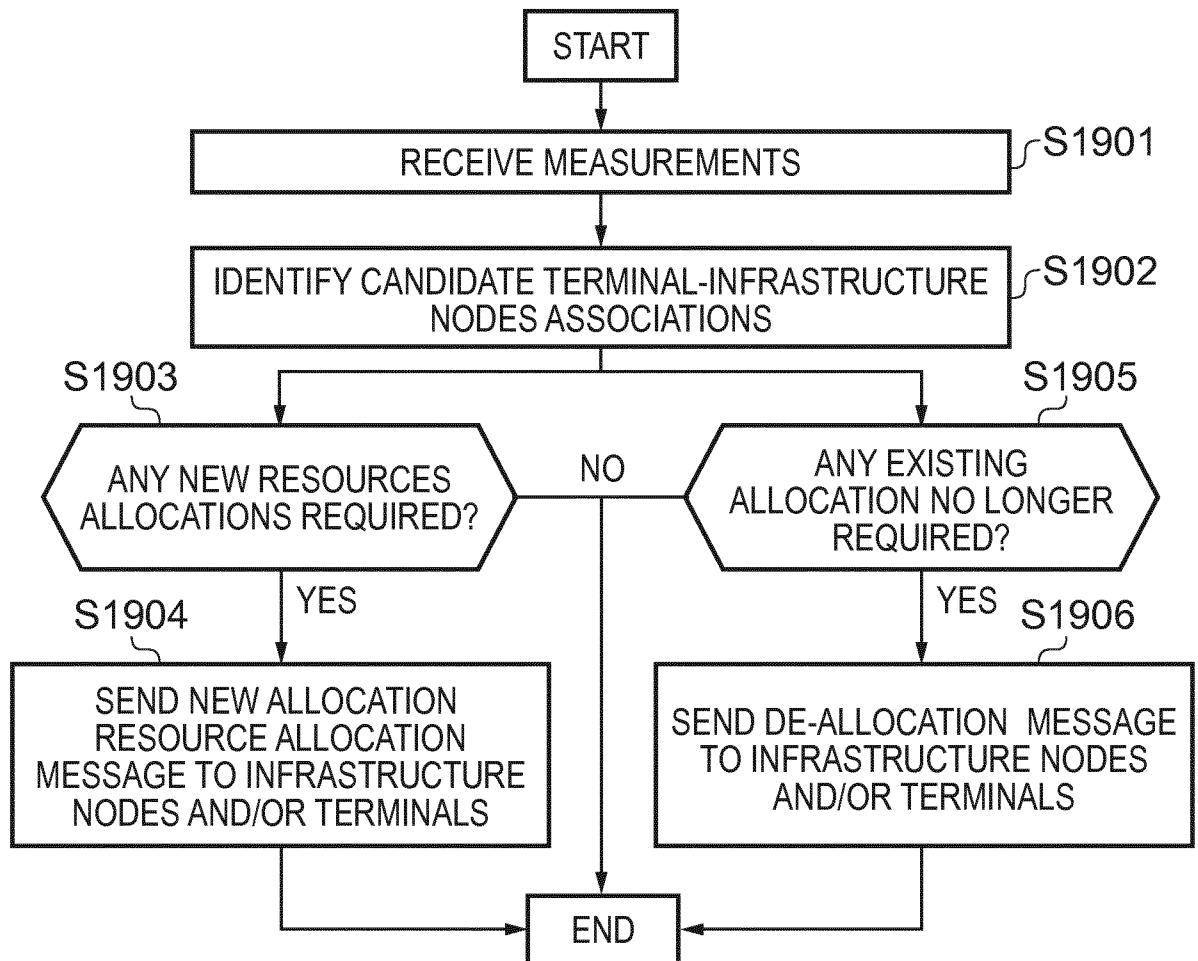 START
RECEIVE MEASUREMENTS
S1901
IDENTIFY CANDIDATE TERMINAL-INFRASTRUCTURE
NODES ASSOCIATIONS
S1902
S1903
ANY NEW RESOURCES
ALLOCATIONS REQUIRED?
NO
S1905
ANY EXISTING
ALLOCATION NO LONGER
REQUIRED?
YES
YES
S1904
SEND NEW ALLOCATION
RESOURCE ALLOCATION
MESSAGE TO INFRASTRUCTURE
NODES AND/OR TERMINALS
S1906
SEND DE-ALLOCATION MESSAGE
TO INFRASTRUCTURE NODES
AND/OR TERMINALS
END